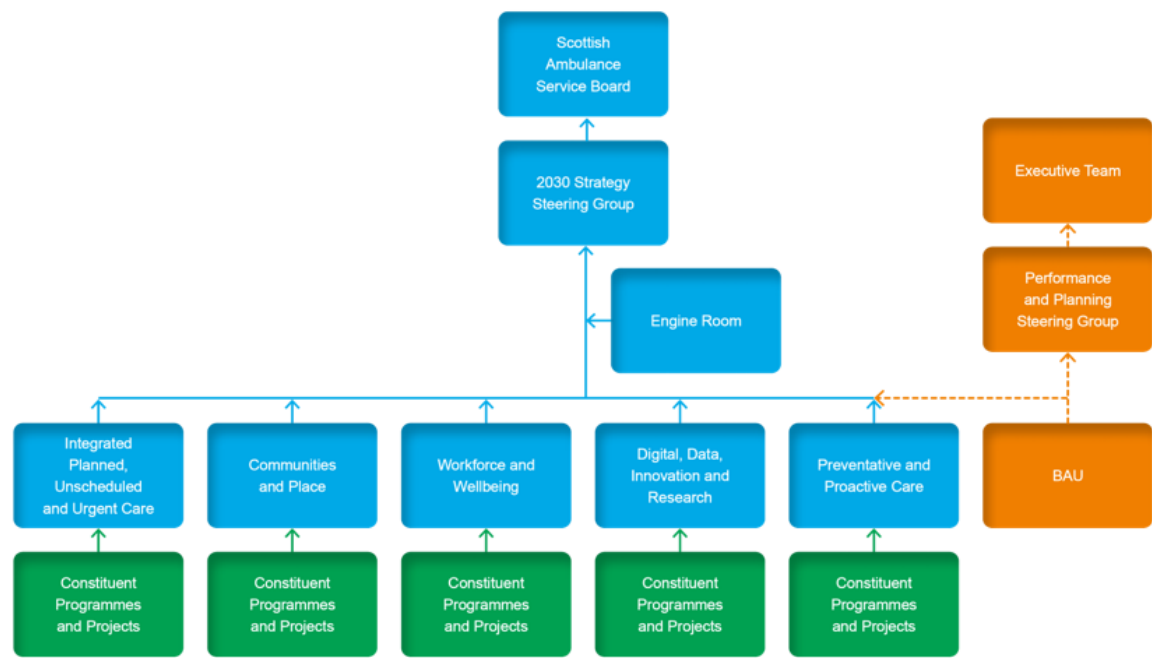 Scottish
Ambulance
Service Board
Executive Team
2030 Strategy
Steering Group
Performance
and Planning
Steering Group
Engine Room
Integrated
Planned,
Unscheduled
and Urgent Care
Communities
and Place
Workforce and
Wellbeing
Digital, Data,
Innovation and
Research
Preventative and
Proactive Care
BAU
Constituent
Programmes
and Projects
Constituent
Programmes
and Projects
Constituent
Programmes
and Projects
Constituent
Programmes
and Projects
Constituent
Programmes
and Projects